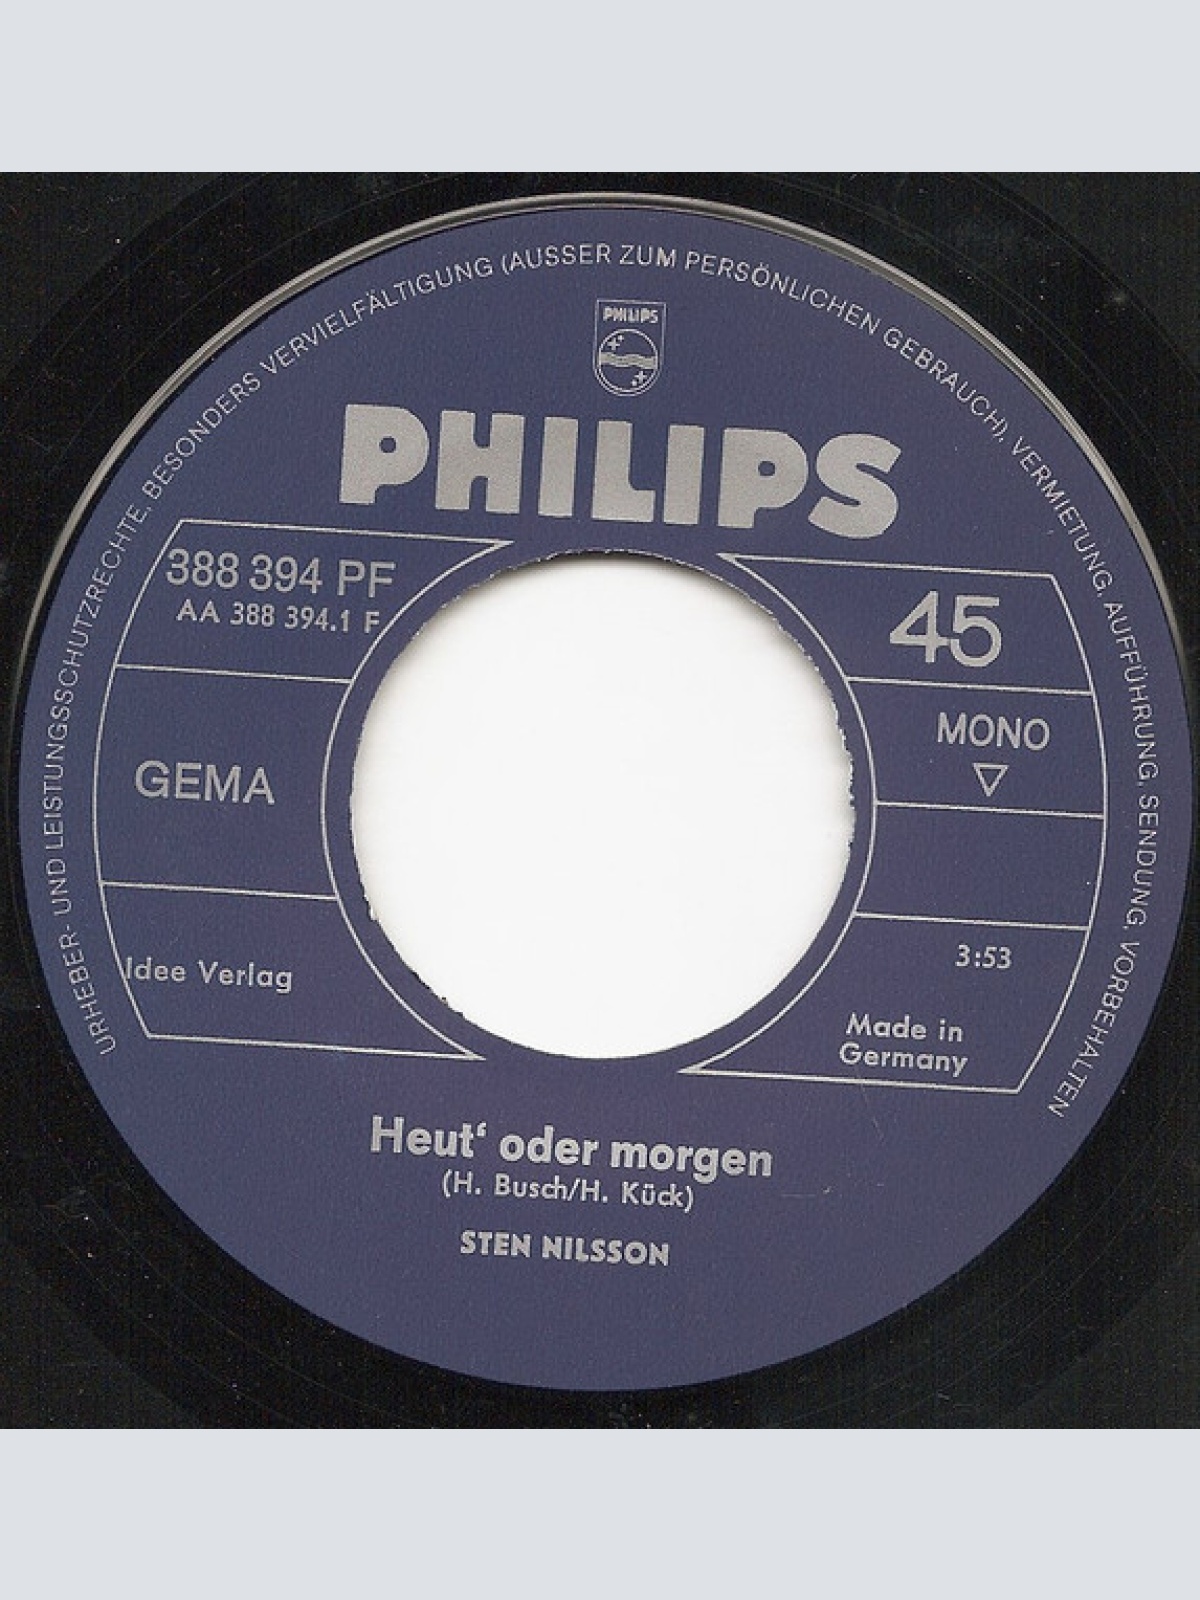 URHEBER- UND LEISTUNGSSCHUTZRECHTE, BESONDERS VERVIELFÄLTIGUNG (AUSSER ZUM PERSÖNLICHEN GEBRAUCH), VERMIETUNG, AUFFÜHRUNG, SENDUNG, VORBEHALTEN
PHILIPS
PHILIPS
388 394 PF
AA 388 394.1 F
45
MONO
GEMA
Idee Verlag
3:53
Made in
Germany
Heut‘ oder morgen
(H. Busch/H. Kück)
STEN NILSSON